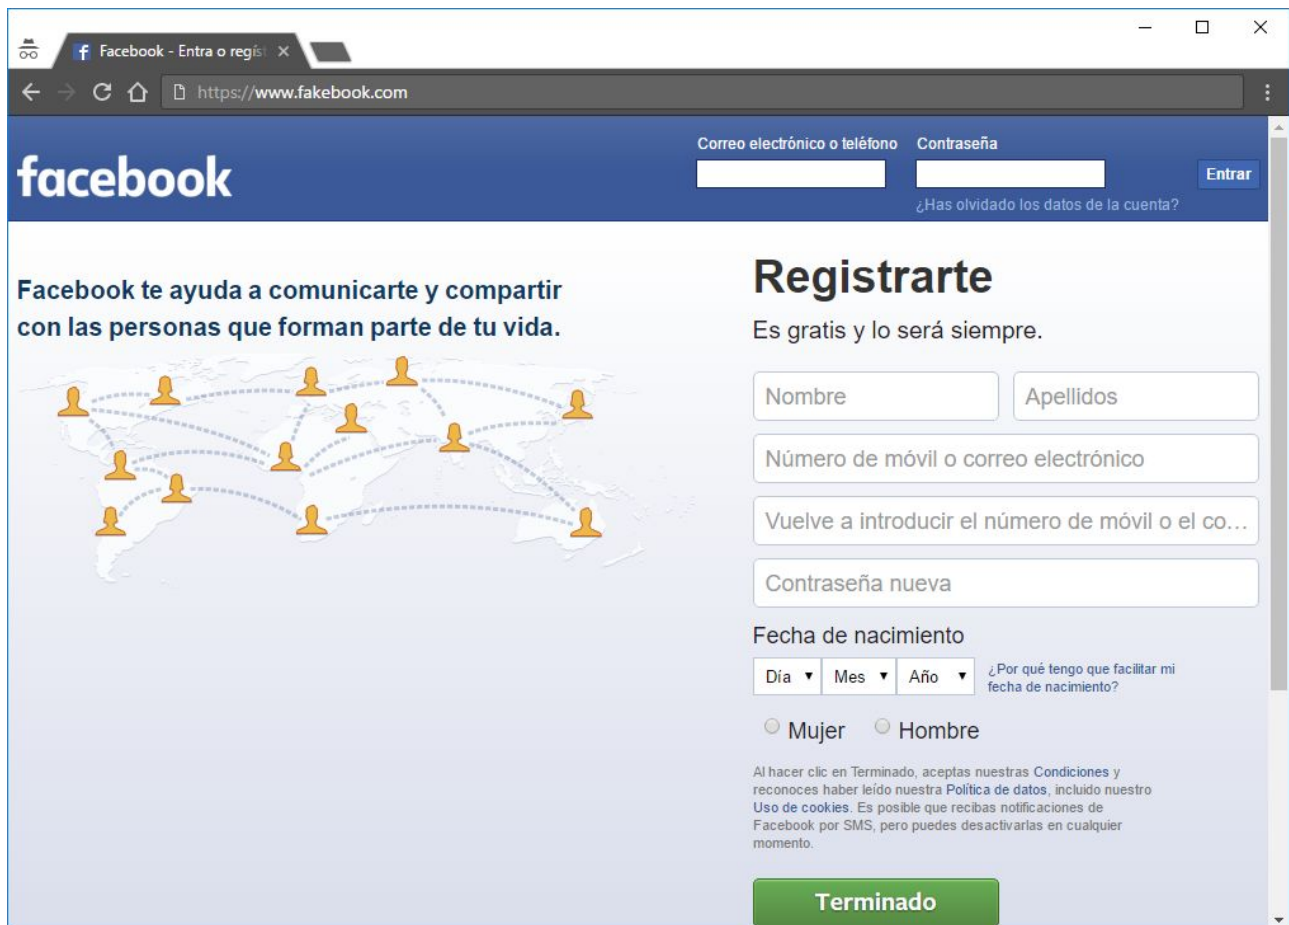 Facebook - Entra o regíst
https://www.fakebook.com
facebook
Correo electrónico o teléfono
Contraseña
Entrar
¿Has olvidado los datos de la cuenta?
Facebook te ayuda a comunicarte y compartir
con las personas que forman parte de tu vida.
Registrarte
Es gratis y lo será siempre.
Nombre
Apellidos
Número de móvil o correo electrónico
Vuelve a introducir el número de móvil o el co...
Contraseña nueva
Fecha de nacimiento
Día
Mes
Año
¿Por qué tengo que facilitar mi
fecha de nacimiento?
Mujer
Hombre
Al hacer clic en Terminado, aceptas nuestras Condiciones y
reconoces haber leído nuestra Política de datos, incluido nuestro
Uso de cookies. Es posible que recibas notificaciones de
Facebook por SMS, pero puedes desactivarlas en cualquier
momento.
Terminado